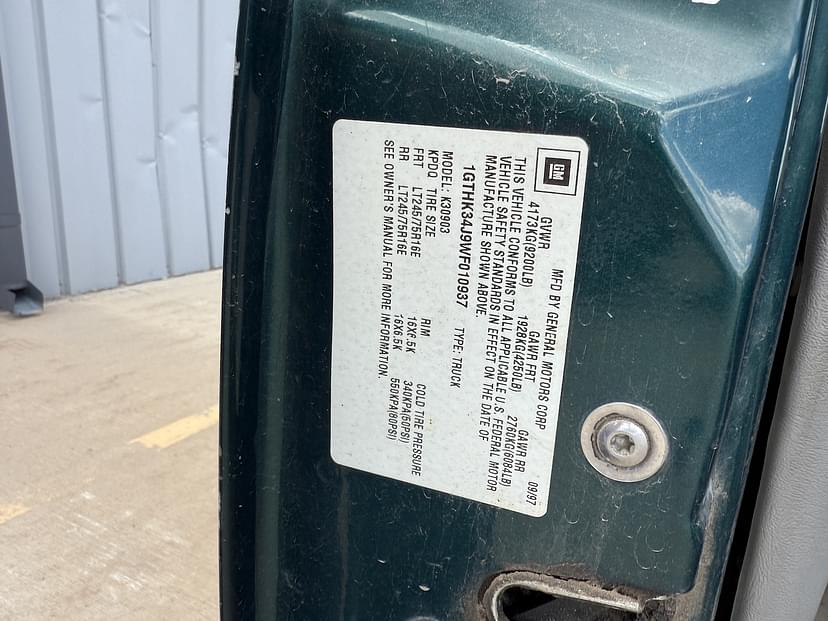 GM
MFD BY GENERAL MOTORS CORP 09/97
GVWR GAWR FRT GAWR RR
4173KG(9200LB) 1928KG(4250LB) 2760KG(6084LB)
THIS VEHICLE CONFORMS TO ALL APPLICABLE U.S. FEDERAL MOTOR
VEHICLE SAFETY STANDARDS IN EFFECT ON THE DATE OF
MANUFACTURE SHOWN ABOVE.
1GTHK34J9WF010937 TYPE: TRUCK
MODEL: K30903
KPDQ TIRE SIZE RIM COLD TIRE PRESSURE
FRT LT245/75R16E 16X6.5K 340KPA(50PSI)
RR LT245/75R16E 16X6.5K 550KPA(80PSI)
SEE OWNER'S MANUAL FOR MORE INFORMATION.